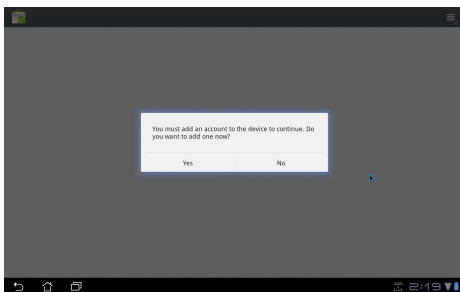 You must add an account to the device to continue. Do
you want to add one now?
Yes
No
2:19